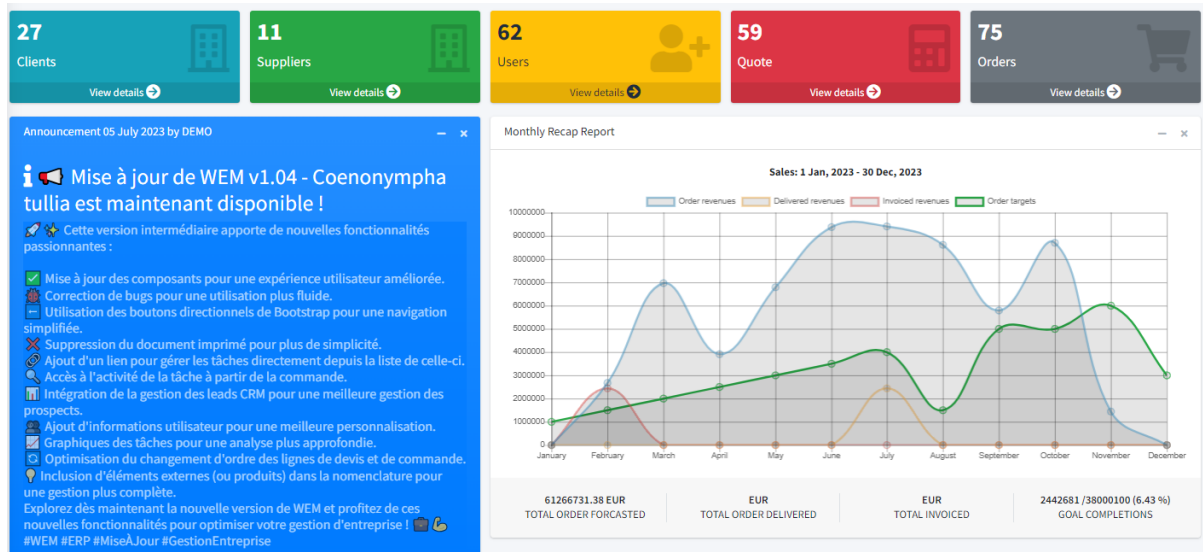 27
Clients
View details
11
Suppliers
View details
62
Users
View details
59
Quote
View details
75
Orders
View details
Announcement 05 July 2023 by DEMO
Mise à jour de WEM v1.04 - Coenonympha
tullia est maintenant disponible !
Cette version intermédiaire apporte de nouvelles fonctionnalités
passionnantes :
Mise à jour des composants pour une expérience utilisateur améliorée.
Correction de bugs pour une utilisation plus fluide.
Utilisation des boutons directionnels de Bootstrap pour une navigation
simplifiée.
Suppression du document imprimé pour plus de simplicité.
Ajout d'un lien pour gérer les tâches directement depuis la liste de celle-ci.
Accès à l'activité de la tâche à partir de la commande.
Intégration de la gestion des leads CRM pour une meilleure gestion des
prospects.
Ajout d'informations utilisateur pour une meilleure personnalisation.
Graphiques des tâches pour une analyse plus approfondie.
Optimisation du changement d'ordre des lignes de devis et de commande.
Inclusion d'éléments externes (ou produits) dans la nomenclature pour
une gestion plus complète.
Explorez dès maintenant la nouvelle version de WEM et profitez de ces
nouvelles fonctionnalités pour optimiser votre gestion d'entreprise !
#WEM #ERP #MiseÀJour #GestionEntreprise
Monthly Recap Report
Sales: 1 Jan, 2023 - 30 Dec, 2023
Order revenues Delivered revenues Invoiced revenues Order targets
10000000
9000000
8000000
7000000
6000000
5000000
4000000
3000000
2000000
1000000
0
January February March April May June July August September October November December
61266731.38 EUR
TOTAL ORDER FORCASTED
EUR
TOTAL ORDER DELIVERED
EUR
TOTAL INVOICED
2442681 /38000100 (6.43 %)
GOAL COMPLETIONS